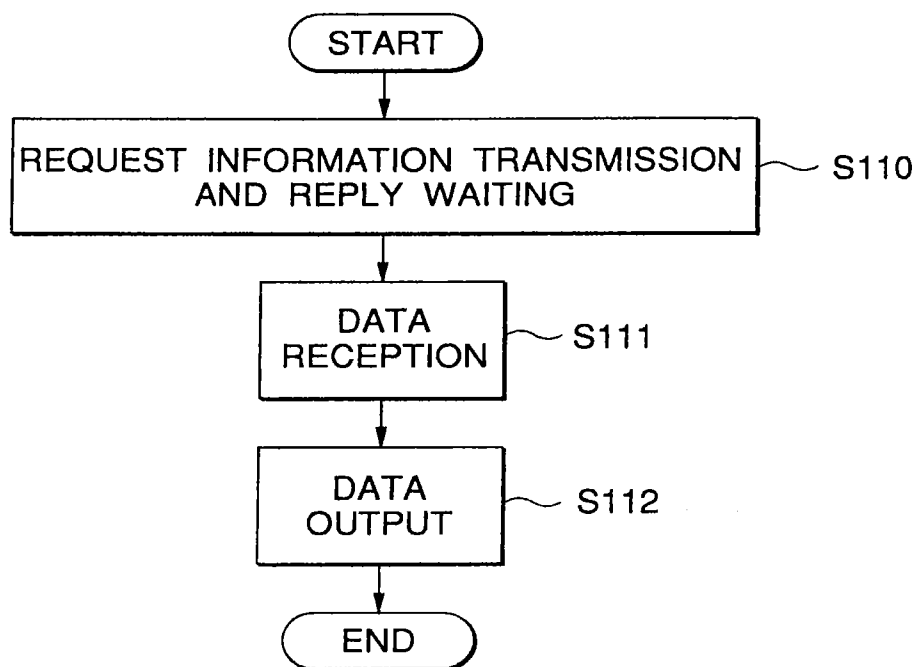 START
REQUEST INFORMATION TRANSMISSION
AND REPLY WAITING
S110
DATA
RECEPTION
S111
DATA
OUTPUT
S112
END